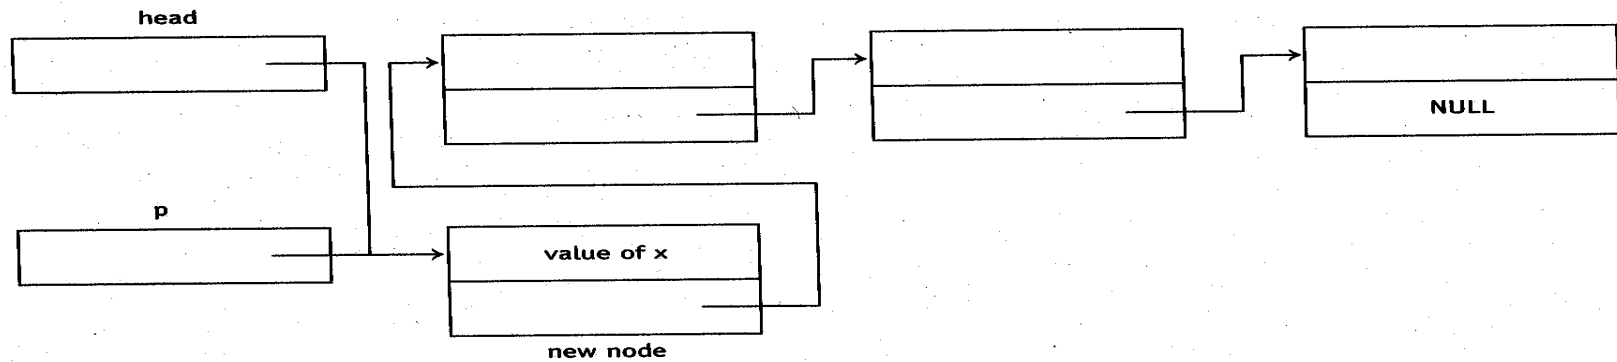 head
NULL
p
value of x
new node